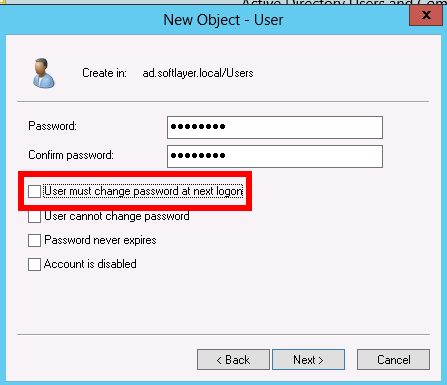 Active Directory Users and Com
New Object - User
x
Create in: ad.softlayer.local/Users
Password: ●●●●●●●●
Confirm password: ●●●●●●●●
User must change password at next logon
User cannot change password
Password never expires
Account is disabled
< Back Next > Cancel